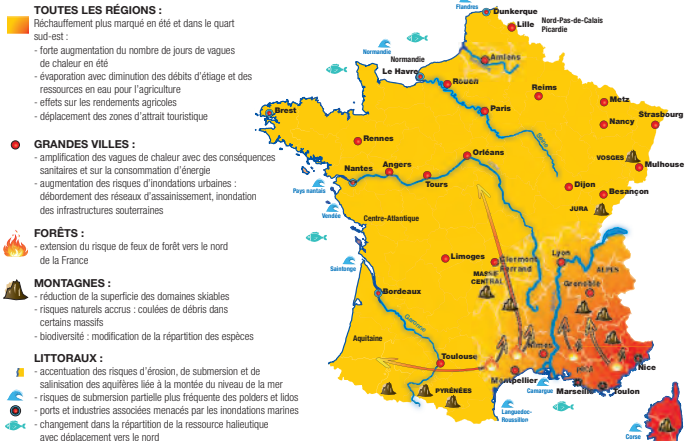 TOUTES LES RÉGIONS :
Réchauffement plus marqué en été et dans le quart
sud-est :
- forte augmentation du nombre de jours de vagues
de chaleur en été
- évaporation avec diminution des débits d'étiage et des
ressources en eau pour l'agriculture
- effets sur les rendements agricoles
- déplacement des zones d'attrait touristique
GRANDES VILLES :
- amplification des vagues de chaleur avec des conséquences
sanitaires et sur la consommation d'énergie
- augmentation des risques d'inondations urbaines :
débordement des réseaux d'assainissement, inondation
des infrastructures souterraines
FORÊTS :
- extension du risque de feux de forêt vers le nord
de la France
MONTAGNES :
- réduction de la superficie des domaines skiables
- risques naturels accrus : coulées de débris dans
certains massifs
- biodiversité : modification de la répartition des espèces
LITTORAUX :
- accentuation des risques d'érosion, de submersion et de
salinisation des aquifères liée à la montée du niveau de la mer
- risques de submersion partielle plus fréquente des polders et lidos
- ports et industries associées menacés par les inondations marines
- changement dans la répartition de la ressource halieutique
avec déplacement vers le nord
Flandres
Dunkerque
Lille
Nord-Pas-de-Calais
Picardie
Normandie
Normandie
Amiens
Le Havre
Rouen
Reims
Metz
Paris
Strasbourg
Nancy
Brest
Seine
Rennes
Orléans
VOSGES
Mulhouse
Nantes
Angers
Tours
Dijon
Besançon
Pays nantais
JURA
Vendée
Centre-Atlantique
Limoges
Clermont
Ferrand
Lyon
ALPES
Saintonge
MASSIF
CENTRAL
Grenoble
Bordeaux
Garonne
Aquitaine
Nîmes
Toulouse
Nice
Montpellier
Marseille
Toulon
PYRÉNÉES
Camargue
Languedoc-
Roussillon
Corse